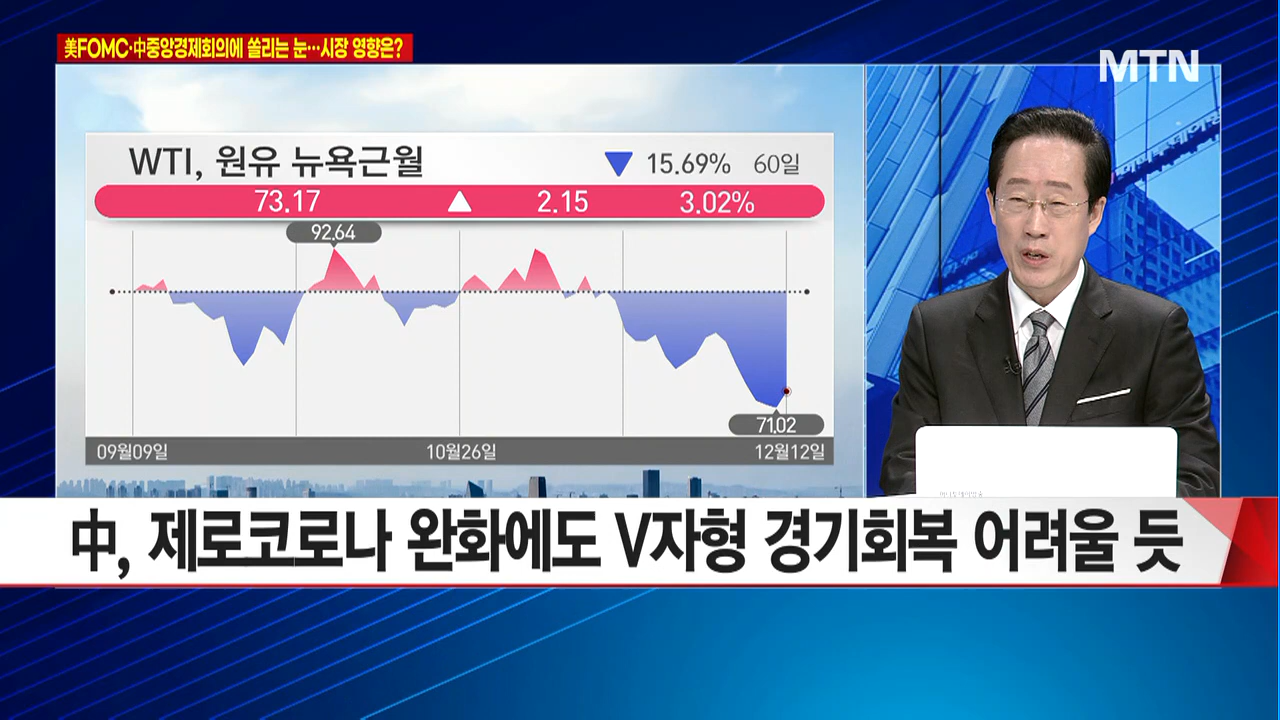 美FOMC·中중앙경제회의에 쏠리는 눈…시장 영향은?
MTN
WTI, 원유 뉴욕근월
▼ 15.69% 60일
73.17 ▲ 2.15 3.02%
92.64
71.02
09월09일 10월26일 12월12일
中, 제로코로나 완화에도 V자형 경기회복 어려울 듯